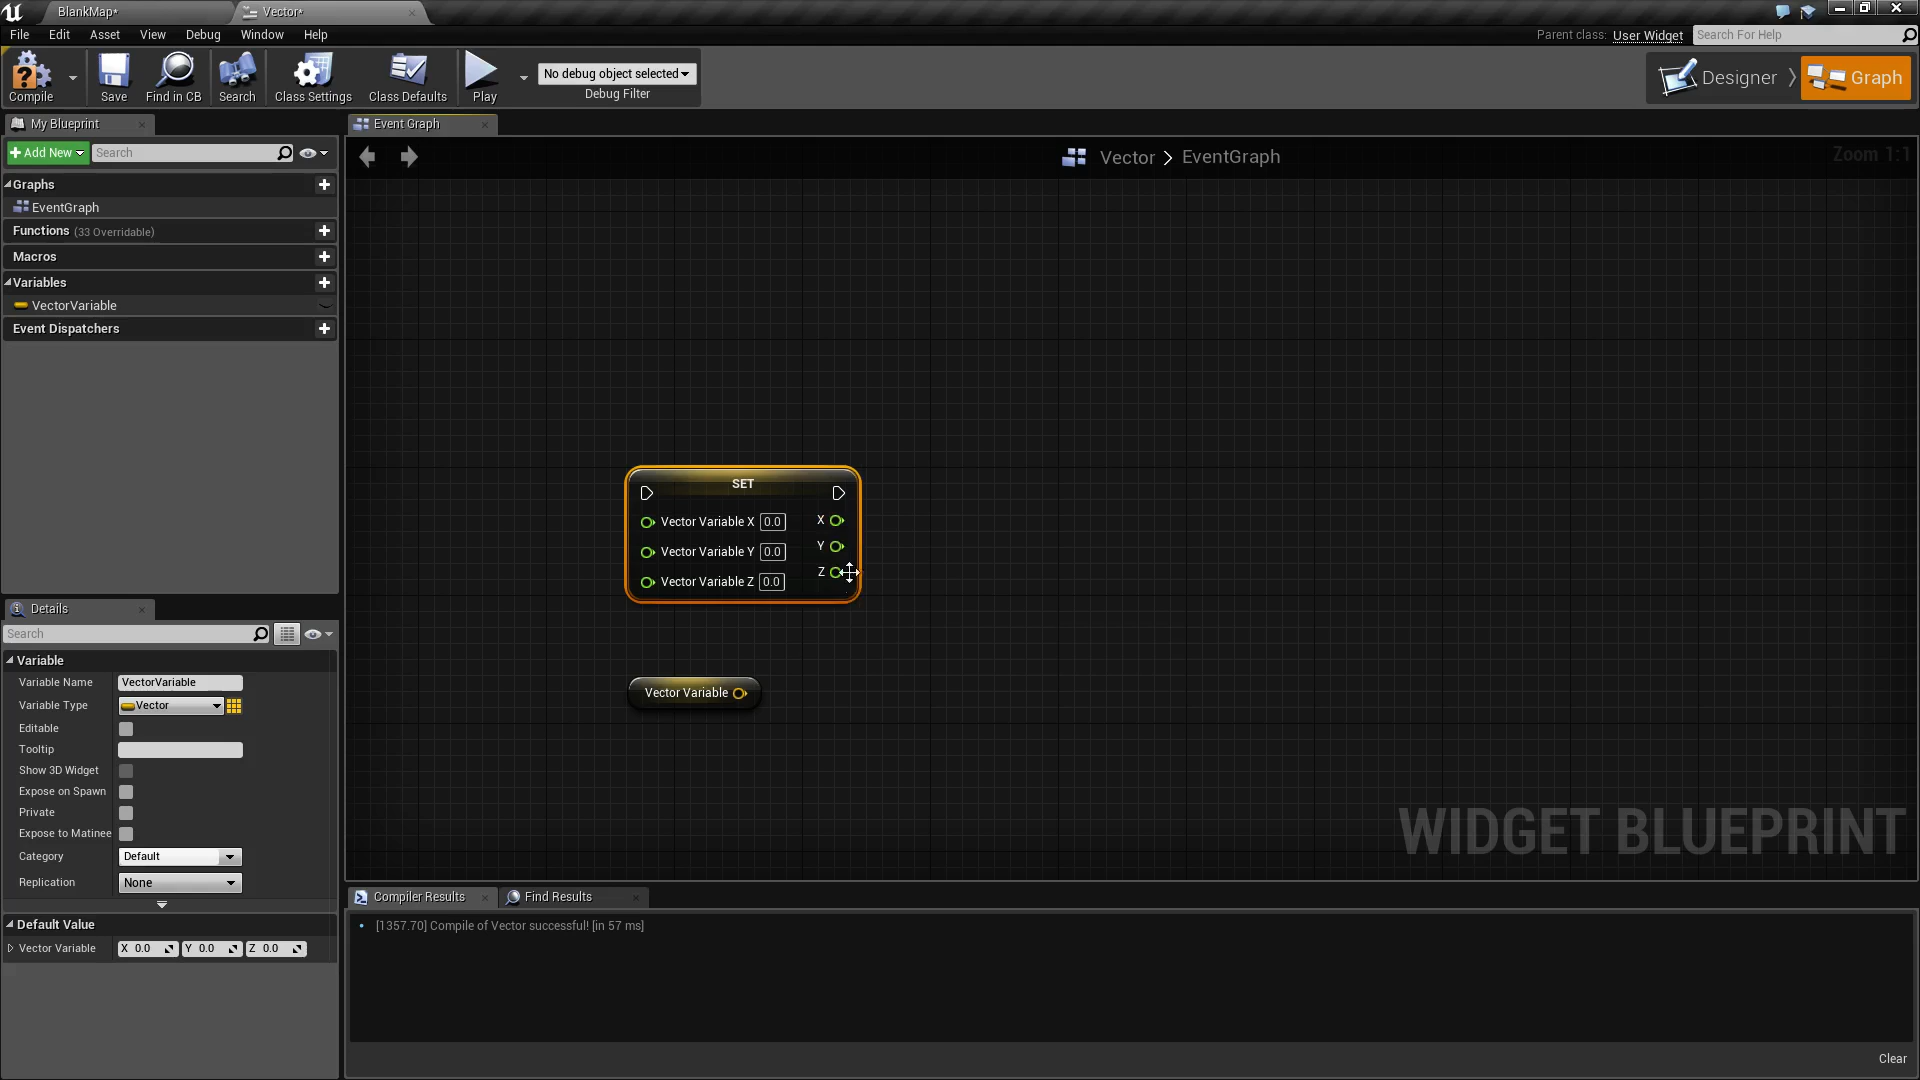 BlankMap*
Vector*
File Edit Asset View Debug Window Help
Parent class: User Widget Search For Help
Compile Save Find in CB Search Class Settings Class Defaults Play
No debug object selected
Debug Filter
Designer Graph
My Blueprint
Add New Search
Graphs
EventGraph
Functions (33 Overridable)
Macros
Variables
VectorVariable
Event Dispatchers
Event Graph
Vector > EventGraph
Zoom 1:1
SET
Vector Variable X 0.0 X
Vector Variable Y 0.0 Y
Vector Variable Z 0.0 Z
Vector Variable
WIDGET BLUEPRINT
Details
Search
Variable
Variable Name VectorVariable
Variable Type Vector
Editable
Tooltip
Show 3D Widget
Expose on Spawn
Private
Expose to Matinee
Category Default
Replication None
Default Value
Vector Variable X 0.0 Y 0.0 Z 0.0
Compiler Results
Find Results
[1357.70] Compile of Vector successful! [in 57 ms]
Clear